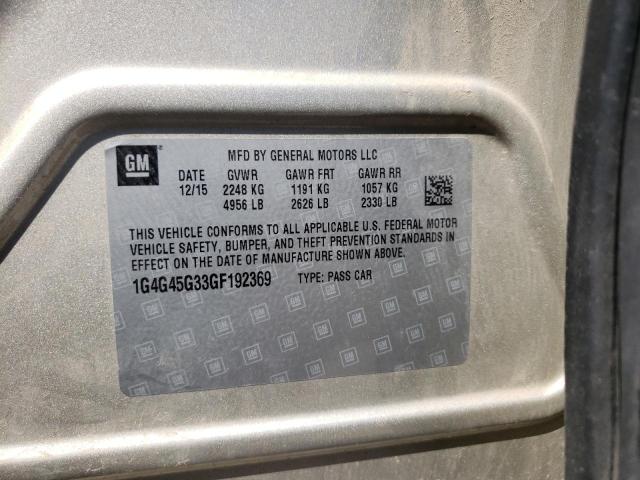 GM
MFD BY GENERAL MOTORS LLC
DATE GVWR GAWR FRT GAWR RR
12/15 2248 KG 1191 KG 1057 KG
4956 LB 2626 LB 2330 LB
THIS VEHICLE CONFORMS TO ALL APPLICABLE U.S. FEDERAL MOTOR
VEHICLE SAFETY, BUMPER, AND THEFT PREVENTION STANDARDS IN
EFFECT ON THE DATE OF MANUFACTURE SHOWN ABOVE.
1G4G45G33GF192369 TYPE: PASS CAR